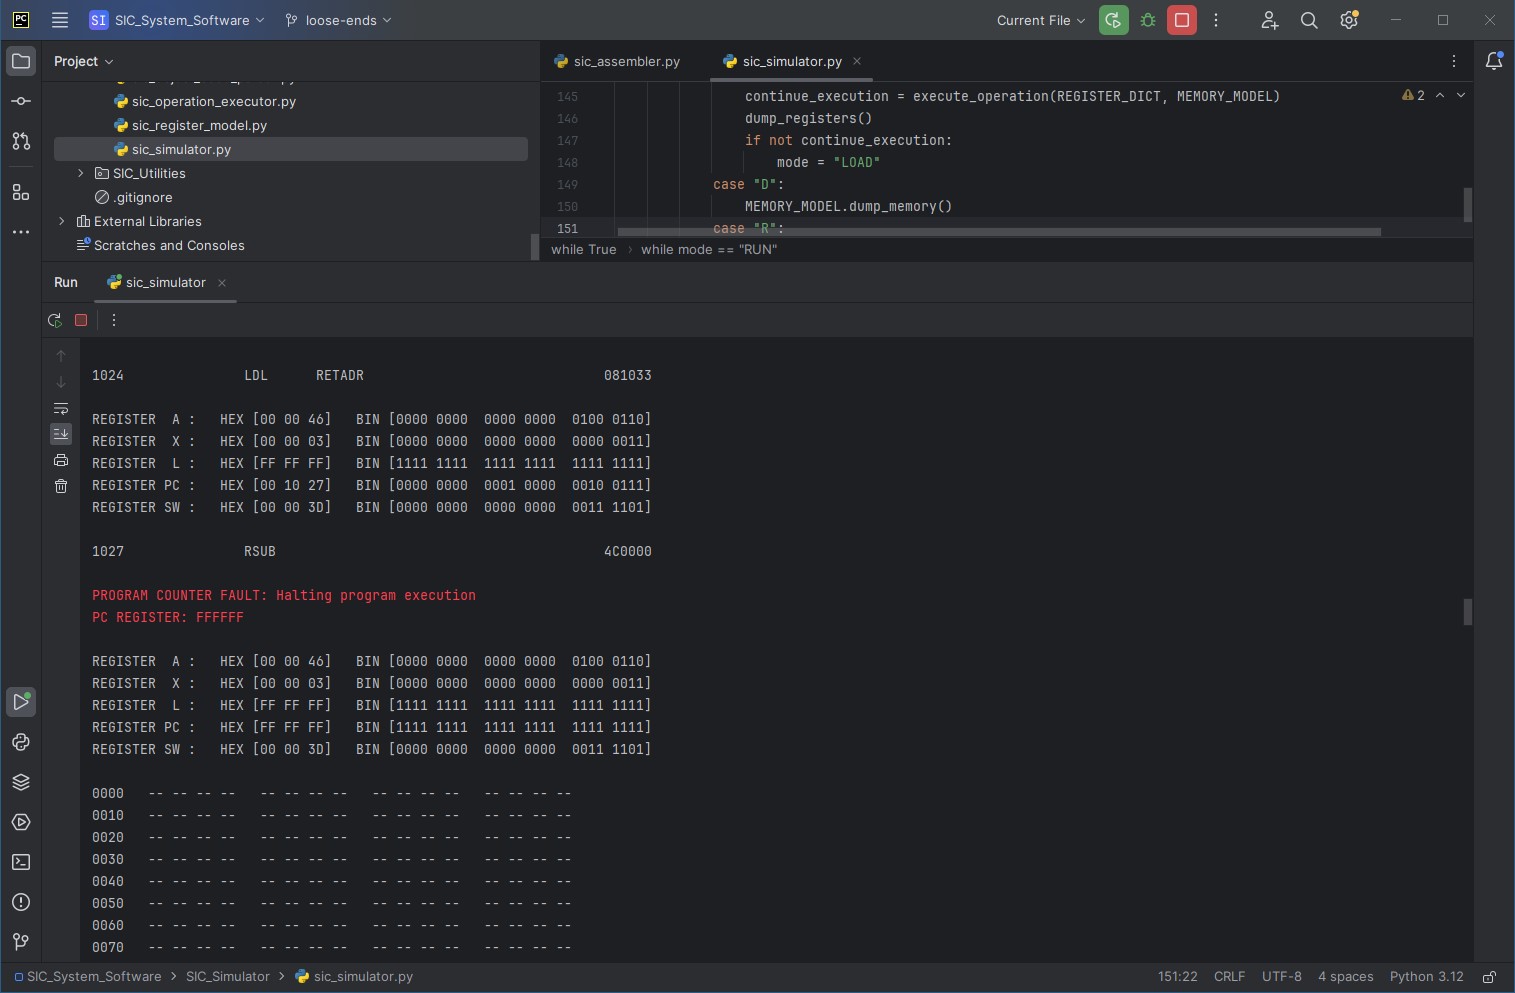 PC SI SIC_System_Software loose-ends Current File
Project
sic_operation_executor.py
sic_register_model.py
sic_simulator.py
SIC_Utilities
.gitignore
External Libraries
Scratches and Consoles
sic_assembler.py sic_simulator.py
145 continue_execution = execute_operation(REGISTER_DICT, MEMORY_MODEL) 2
146 dump_registers()
147 if not continue_execution:
148 mode = "LOAD"
149 case "D":
150 MEMORY_MODEL.dump_memory()
151 case "R":
while True while mode == "RUN"
Run sic_simulator
1024 LDL RETADR 081033
REGISTER A : HEX [00 00 46] BIN [0000 0000 0000 0000 0100 0110]
REGISTER X : HEX [00 00 03] BIN [0000 0000 0000 0000 0000 0011]
REGISTER L : HEX [FF FF FF] BIN [1111 1111 1111 1111 1111 1111]
REGISTER PC : HEX [00 10 27] BIN [0000 0000 0001 0000 0010 0111]
REGISTER SW : HEX [00 00 3D] BIN [0000 0000 0000 0000 0011 1101]
1027 RSUB 4C0000
PROGRAM COUNTER FAULT: Halting program execution
PC REGISTER: FFFFFF
REGISTER A : HEX [00 00 46] BIN [0000 0000 0000 0000 0100 0110]
REGISTER X : HEX [00 00 03] BIN [0000 0000 0000 0000 0000 0011]
REGISTER L : HEX [FF FF FF] BIN [1111 1111 1111 1111 1111 1111]
REGISTER PC : HEX [FF FF FF] BIN [1111 1111 1111 1111 1111 1111]
REGISTER SW : HEX [00 00 3D] BIN [0000 0000 0000 0000 0011 1101]
0000 -- -- -- -- -- -- -- -- -- -- -- -- -- -- -- --
0010 -- -- -- -- -- -- -- -- -- -- -- -- -- -- -- --
0020 -- -- -- -- -- -- -- -- -- -- -- -- -- -- -- --
0030 -- -- -- -- -- -- -- -- -- -- -- -- -- -- -- --
0040 -- -- -- -- -- -- -- -- -- -- -- -- -- -- -- --
0050 -- -- -- -- -- -- -- -- -- -- -- -- -- -- -- --
0060 -- -- -- -- -- -- -- -- -- -- -- -- -- -- -- --
0070 -- -- -- -- -- -- -- -- -- -- -- -- -- -- -- --
SIC_System_Software > SIC_Simulator > sic_simulator.py 151:22 CRLF UTF-8 4 spaces Python 3.12